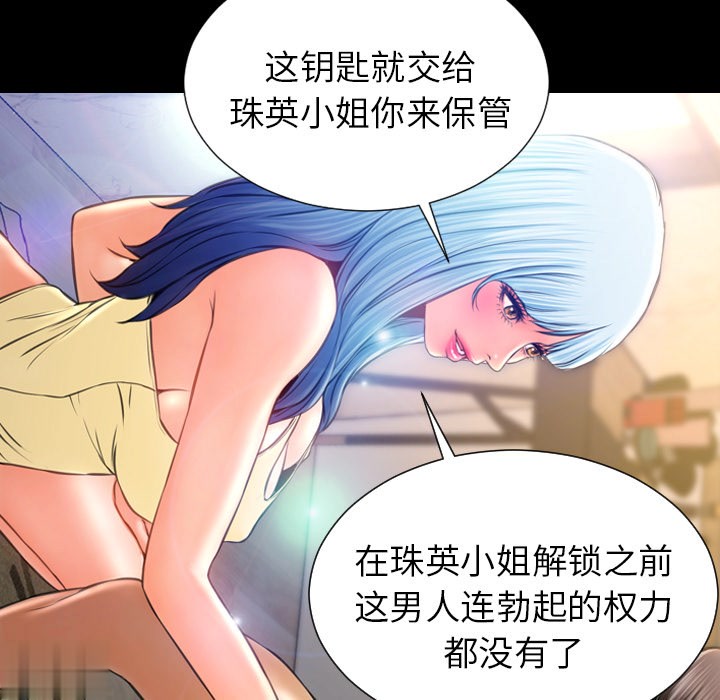 这钥匙就交给
珠英小姐你来保管
在珠英小姐解锁之前
这男人连勃起的权力
都没有了